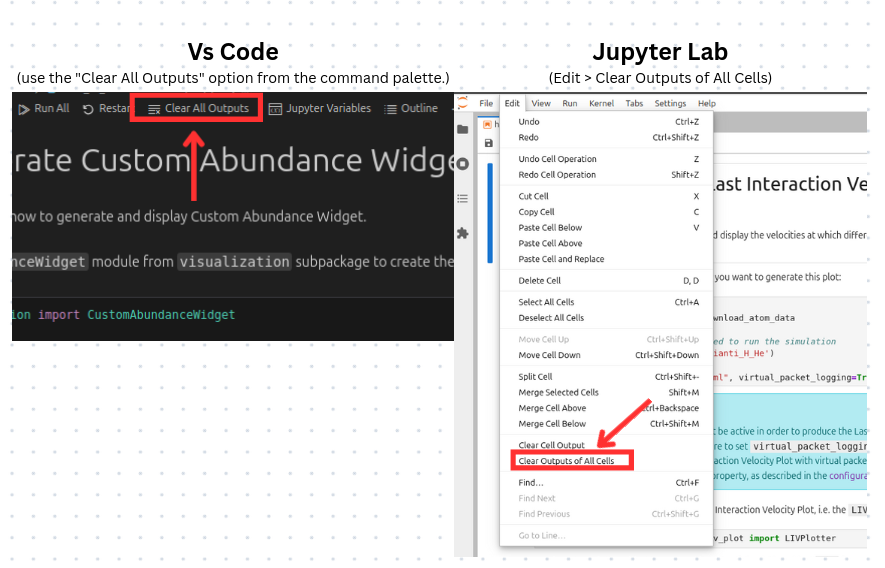 Vs Code
(use the "Clear All Outputs" option from the command palette.)
Run All
Restar
Clear All Outputs
Jupyter Variables
Outline
rate Custom Abundance Widge
how to generate and display Custom Abundance Widget.
nceWidget module from visualization subpackage to create the
ion import CustomAbundanceWidget
Jupyter Lab
(Edit > Clear Outputs of All Cells)
File Edit View Run Kernel Tabs Settings Help
Undo Ctrl+Z
Redo Ctrl+Shift+Z
Undo Cell Operation Z
Redo Cell Operation Shift+Z
Cut Cell X
Copy Cell C
Paste Cell Below V
Paste Cell Above
Paste Cell and Replace
Delete Cell D, D
Select All Cells Ctrl+A
Deselect All Cells
Move Cell Up Ctrl+Shift+Up
Move Cell Down Ctrl+Shift+Down
Split Cell Ctrl+Shift+-
Merge Selected Cells Shift+M
Merge Cell Above Ctrl+Backspace
Merge Cell Below Ctrl+Shift+M
Clear Cell Output
Clear Outputs of All Cells
Find… Ctrl+F
Find Next Ctrl+G
Find Previous Ctrl+Shift+G
Go to Line…
Last Interaction Ve
d display the velocities at which differ
you want to generate this plot:
wnload_atom_data
ed to run the simulation
ianti_H_He')
ml", virtual_packet_logging=Tr
t be active in order to produce the Las
re to set virtual_packet_loggin
action Velocity Plot with virtual packe
property, as described in the configura
Interaction Velocity Plot, i.e. the LIV
v_plot import LIVPlotter